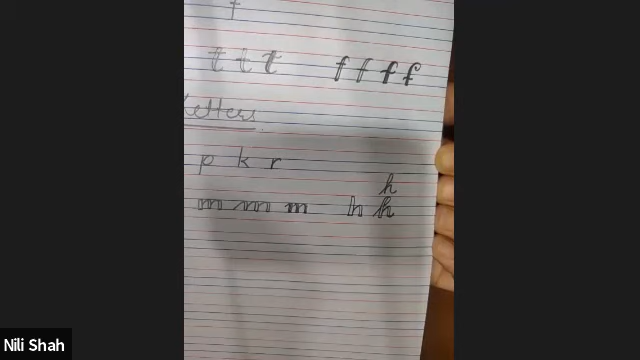 t
t t t f f f f
Letters
p k r
h
m m m h h
Nili Shah